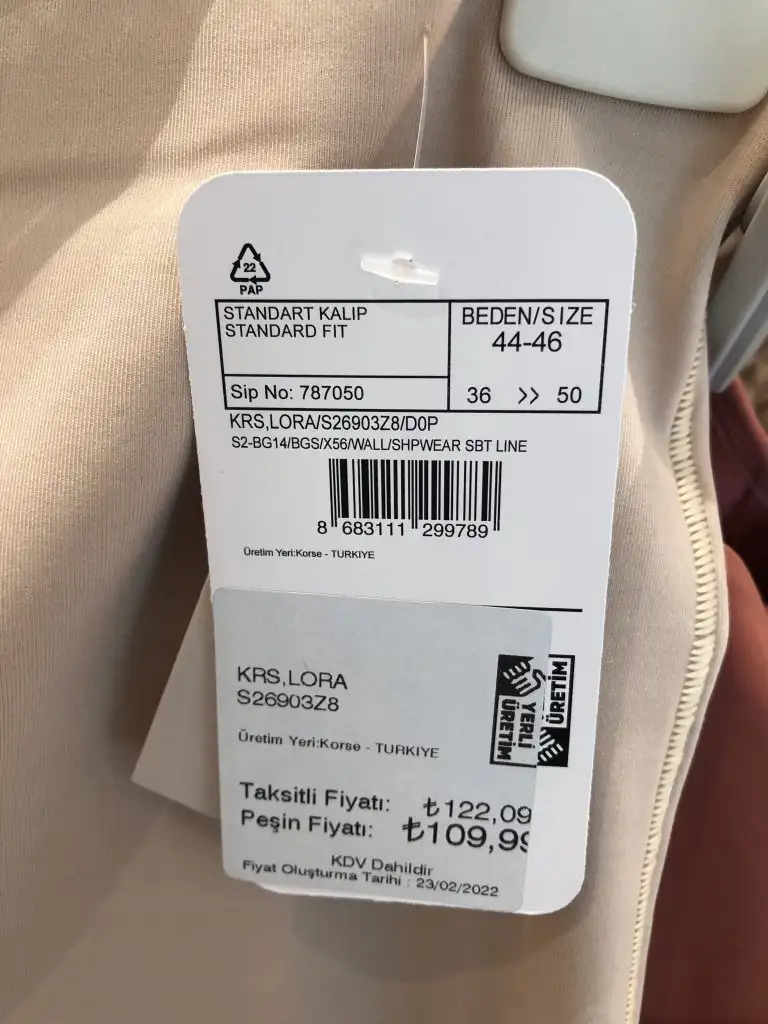 22
PAP
STANDART KALIP
STANDARD FIT
BEDEN/SIZE
44-46
Sip No: 787050
36 >> 50
KRS,LORA/S26903Z8/D0P
S2-BG14/BGS/X56/WALL/SHPWEAR SBT LINE
8 683111 299789
Üretim Yeri:Korse - TURKIYE
KRS,LORA
S26903Z8
YERLİ
ÜRETİM
ÜRETİM
Üretim Yeri:Korse - TURKIYE
Taksitli Fiyatı: ₺122,09
Peşin Fiyatı: ₺109,99
KDV Dahildir
Fiyat Oluşturma Tarihi : 23/02/2022